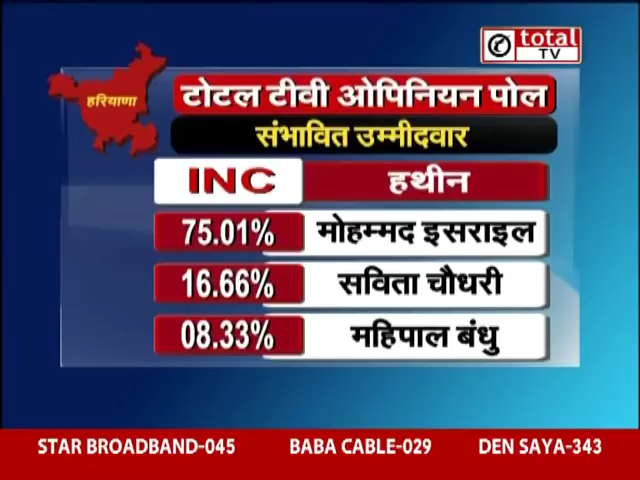 total
TV
हरियाणा
टोटल टीवी ओपिनियन पोल
संभावित उम्मीदवार
INC हथीन
75.01% मोहम्मद इसराइल
16.66% सविता चौधरी
08.33% महिपाल बंधु
STAR BROADBAND-045 BABA CABLE-029 DEN SAYA-343